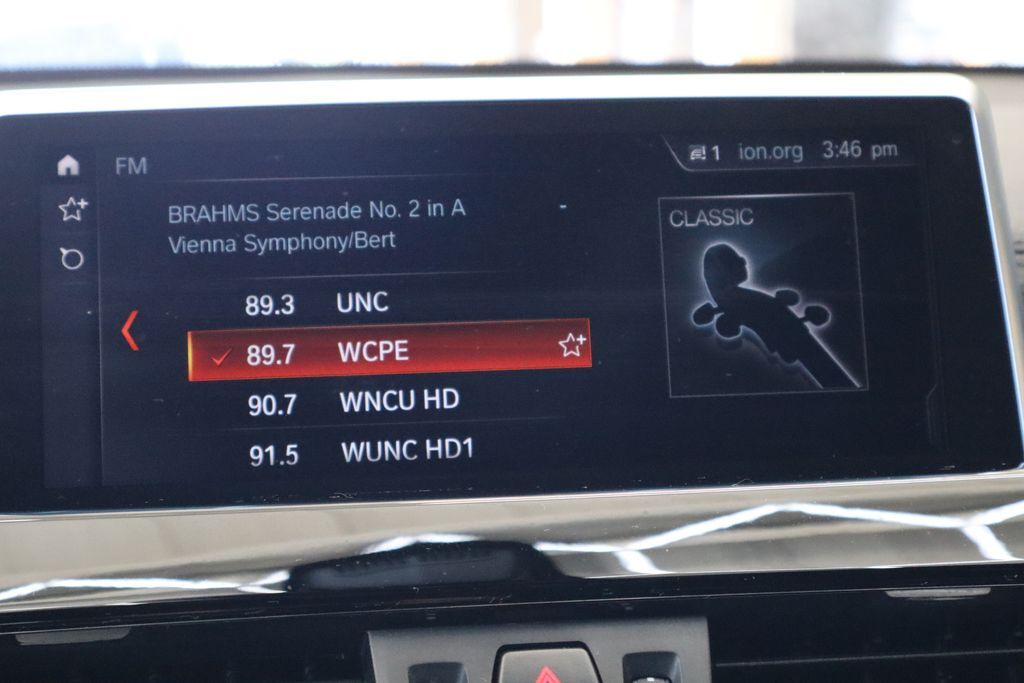 FM
1 ion.org 3:46 pm
BRAHMS Serenade No. 2 in A -
Vienna Symphony/Bert
CLASSIC
89.3 UNC
89.7 WCPE
90.7 WNCU HD
91.5 WUNC HD1